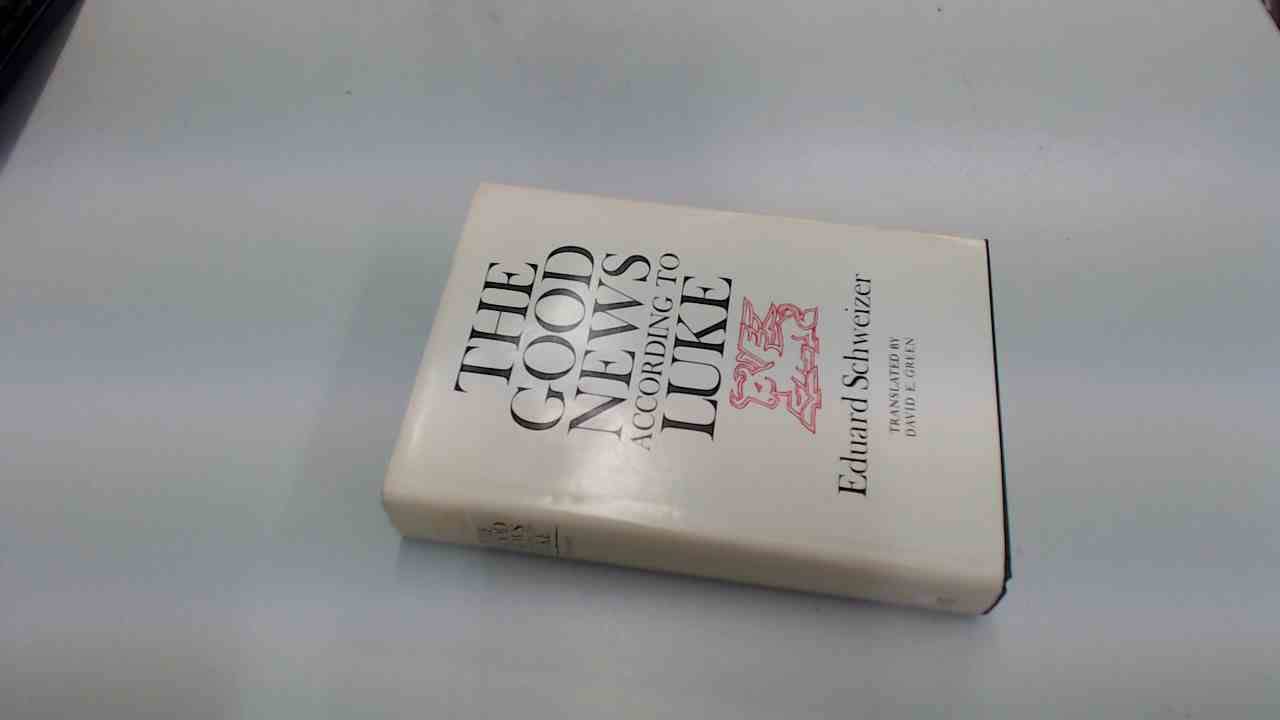 THE
GOOD
NEWS
ACCORDING TO
LUKE
Eduard Schweizer
TRANSLATED BY
DAVID E. GREEN